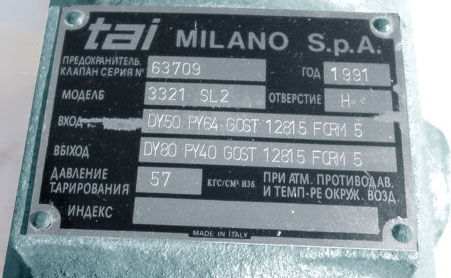 tai MILANO S.p.A.
ПРЕДОХРАНИТЕЛЬ. КЛАПАН СЕРИЯ N° 63709 ГОД 1991
МОДЕЛЬ 3321 SL2 ОТВЕРСТИЕ H
ВХОД DY50 PY64 GOST 12815 FORM 5
ВЫХОД DY80 PY40 GOST 12815 FORM 5
ДАВЛЕНИЕ ТАРИРОВАНИЯ 57 КГС/СМ² ИЗБ. ПРИ АТМ. ПРОТИВОДАВ. И ТЕМП-РЕ ОКРУЖ. ВОЗД.
ИНДЕКС
MADE IN ITALY